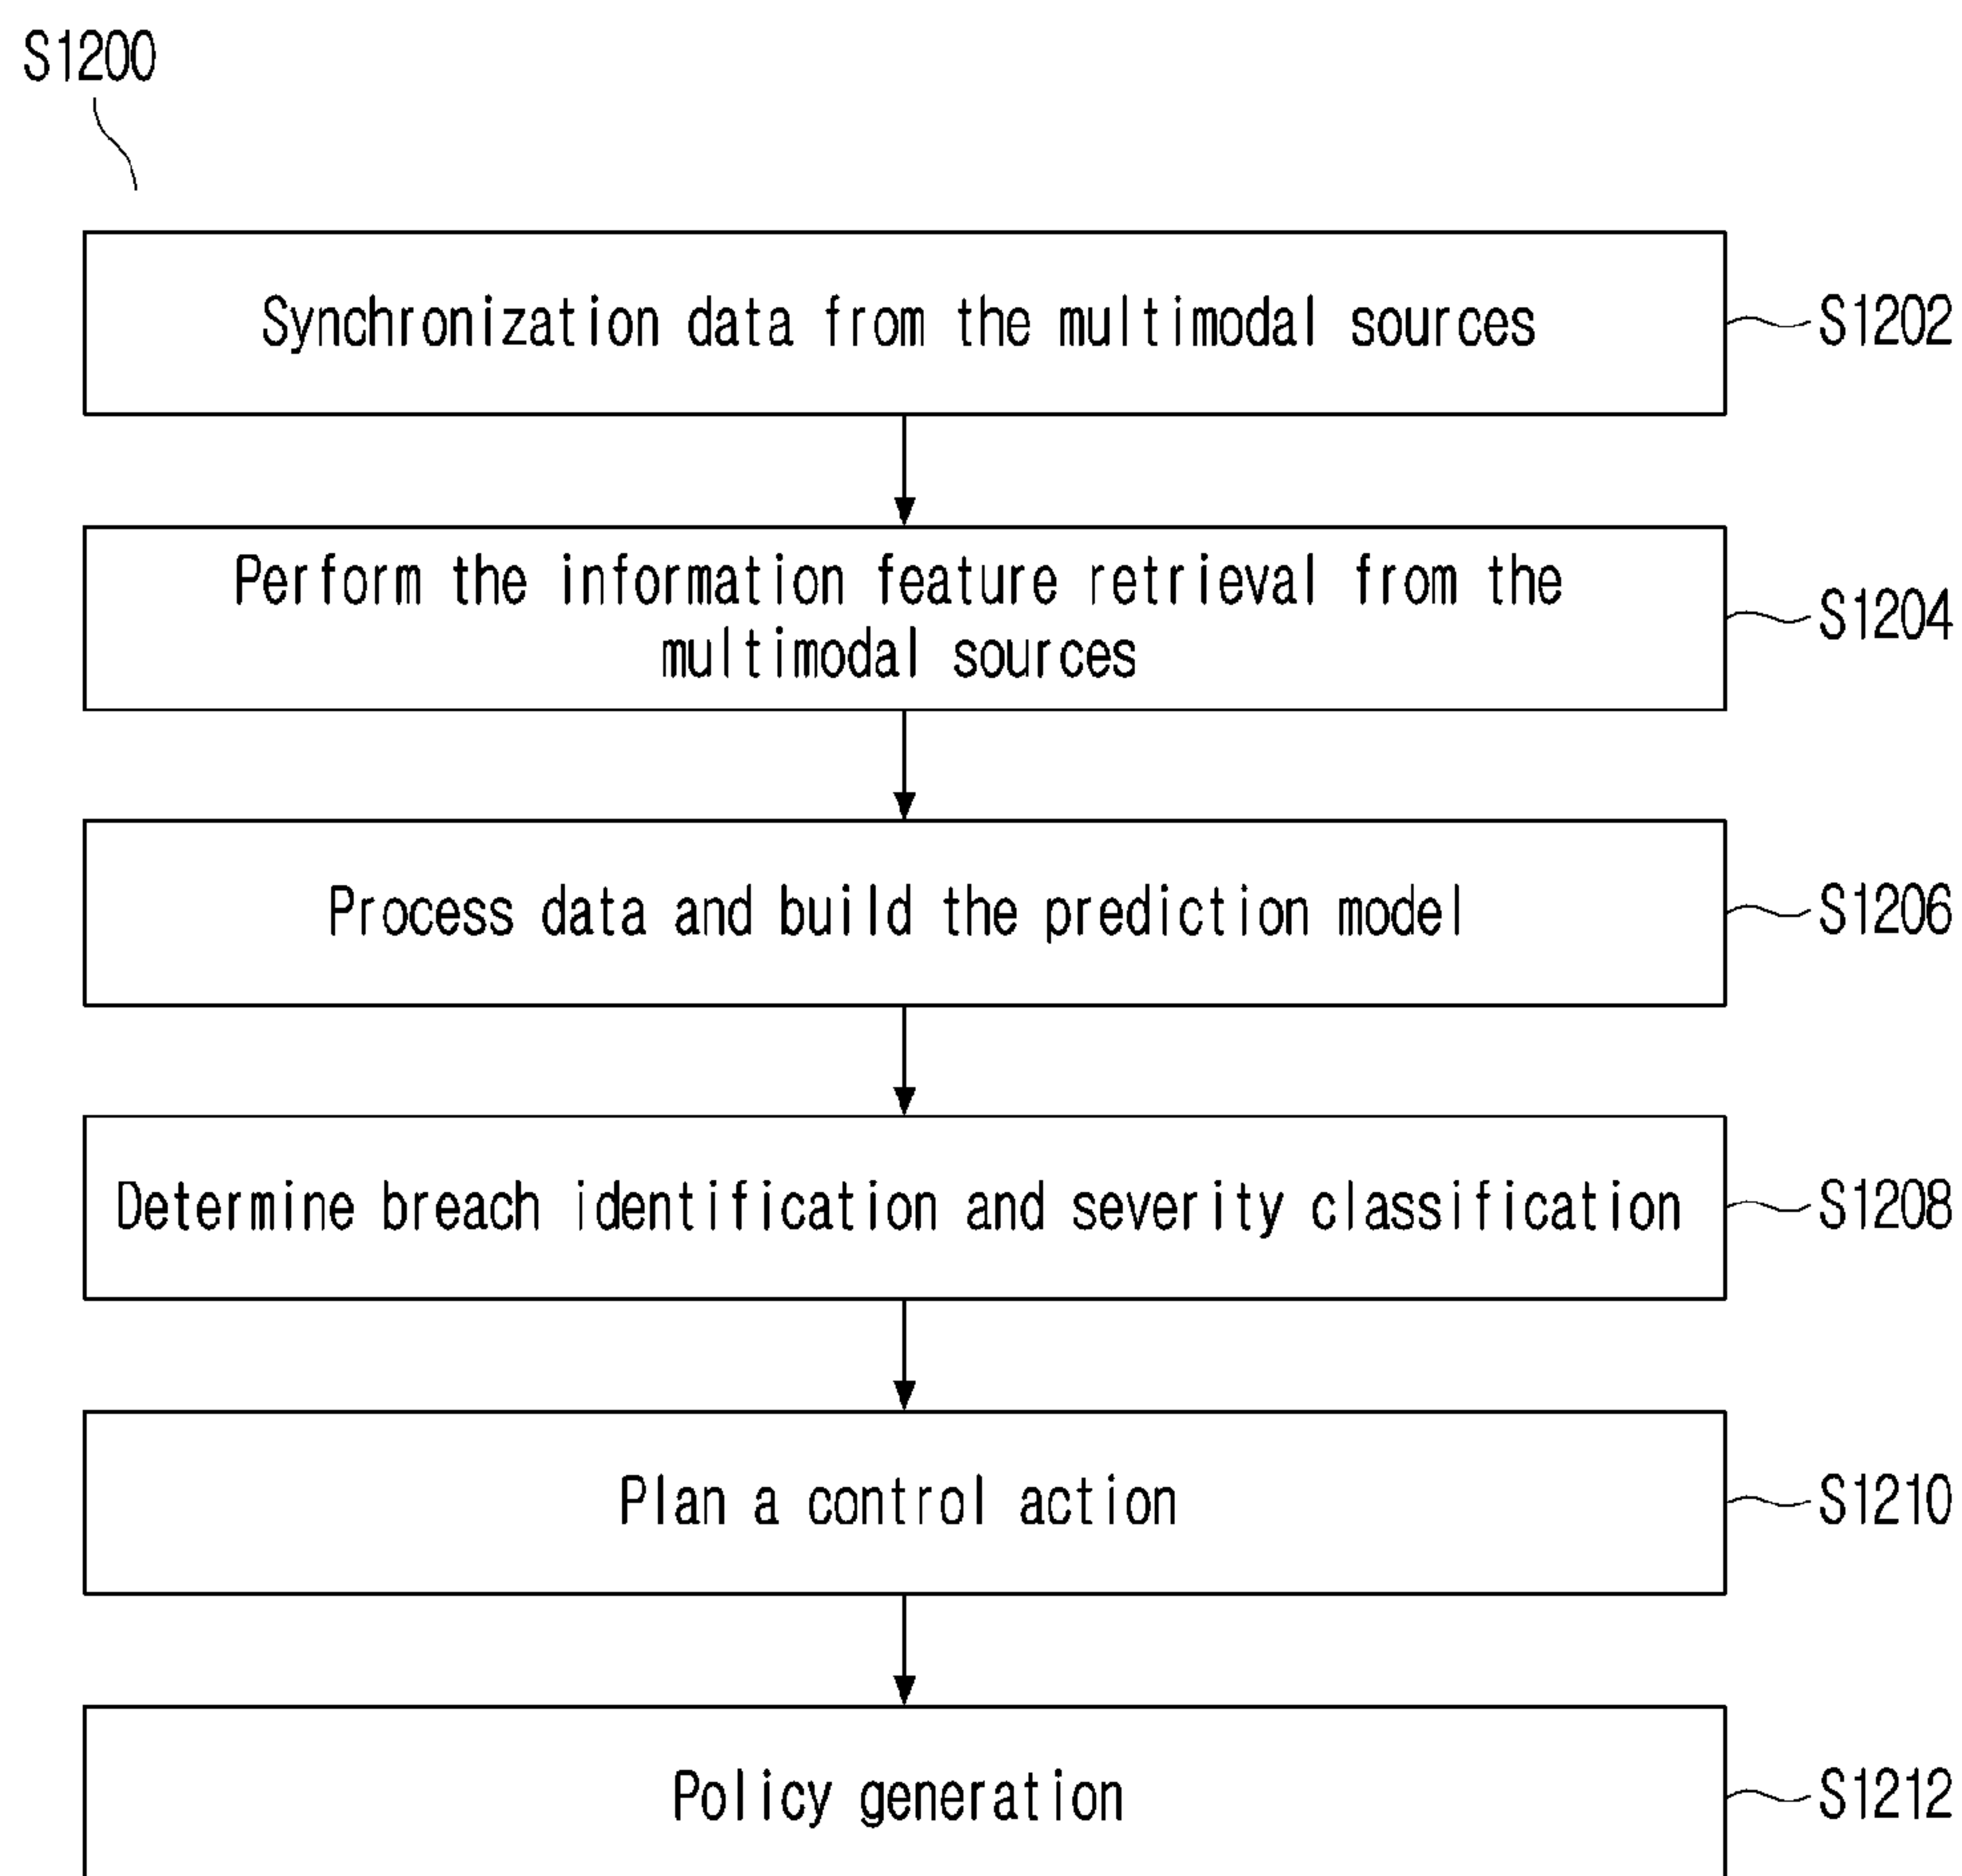 S1200
Synchronization data from the multimodal sources
S1202
Perform the information feature retrieval from the
multimodal sources
S1204
Process data and build the prediction model
S1206
Determine breach identification and severity classification
S1208
Plan a control action
S1210
Policy generation
S1212